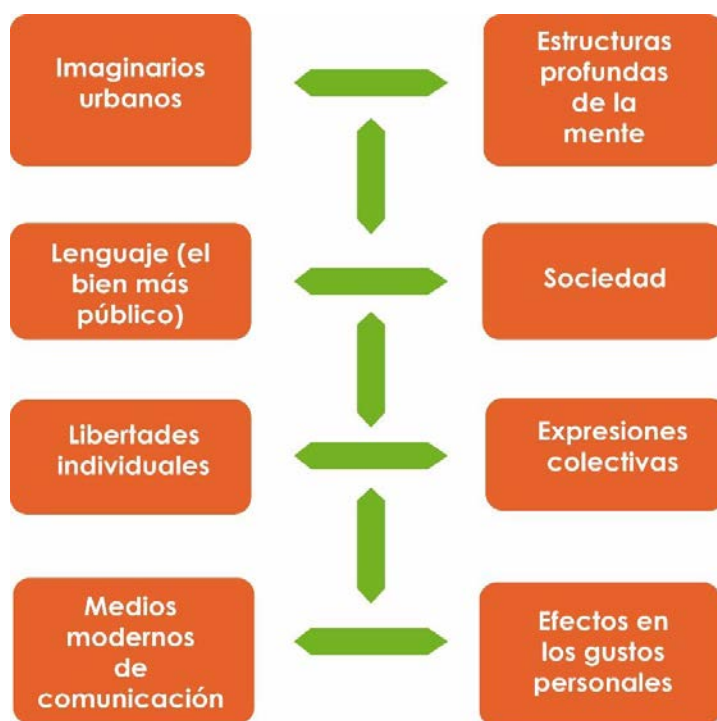 Imaginarios
urbanos
Estructuras
profundas
de la
mente
Lenguaje (el
bien más
público)
Sociedad
Libertades
individuales
Expresiones
colectivas
Medios
modernos
de
comunicación
Efectos en
los gustos
personales